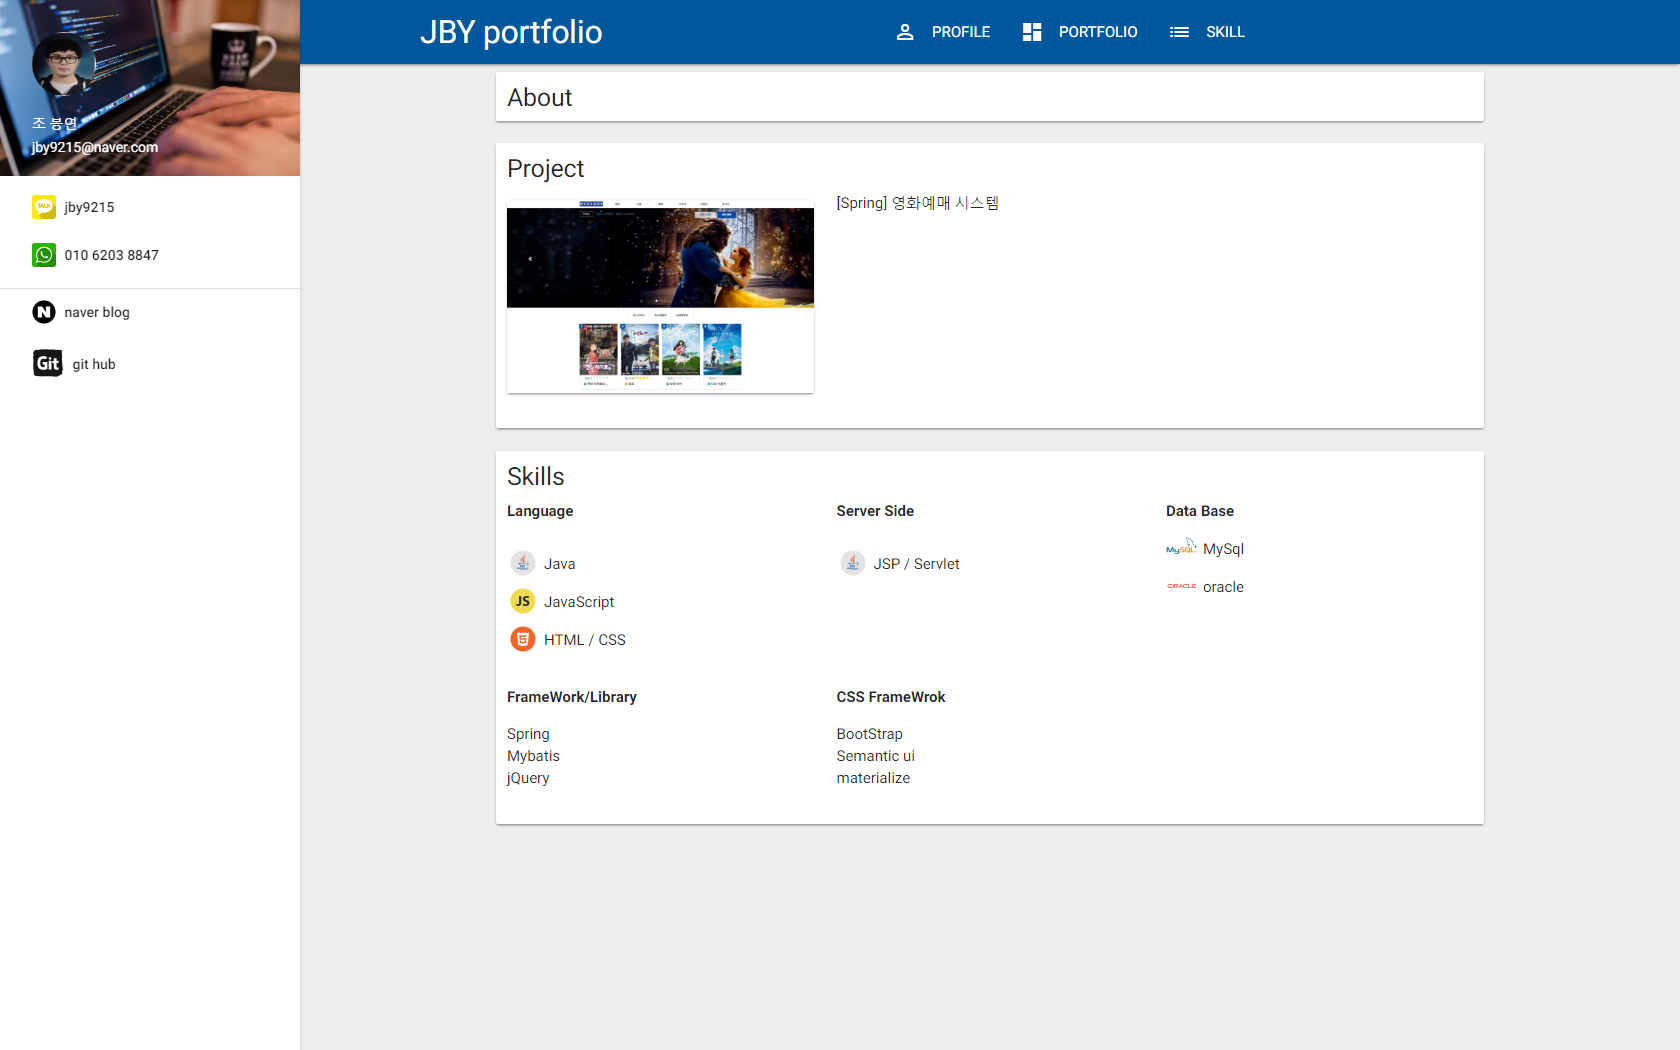 조 봉연
jby9215@naver.com
TALK
jby9215
010 6203 8847
N
naver blog
Git
git hub
JBY portfolio
PROFILE
PORTFOLIO
SKILL
About
Project
[Spring] 영화예매 시스템
Skills
Language
Java
JS
JavaScript
HTML / CSS
Server Side
JSP / Servlet
Data Base
MySQL
MySql
ORACLE
oracle
FrameWork/Library
Spring
Mybatis
jQuery
CSS FrameWrok
BootStrap
Semantic ui
materialize